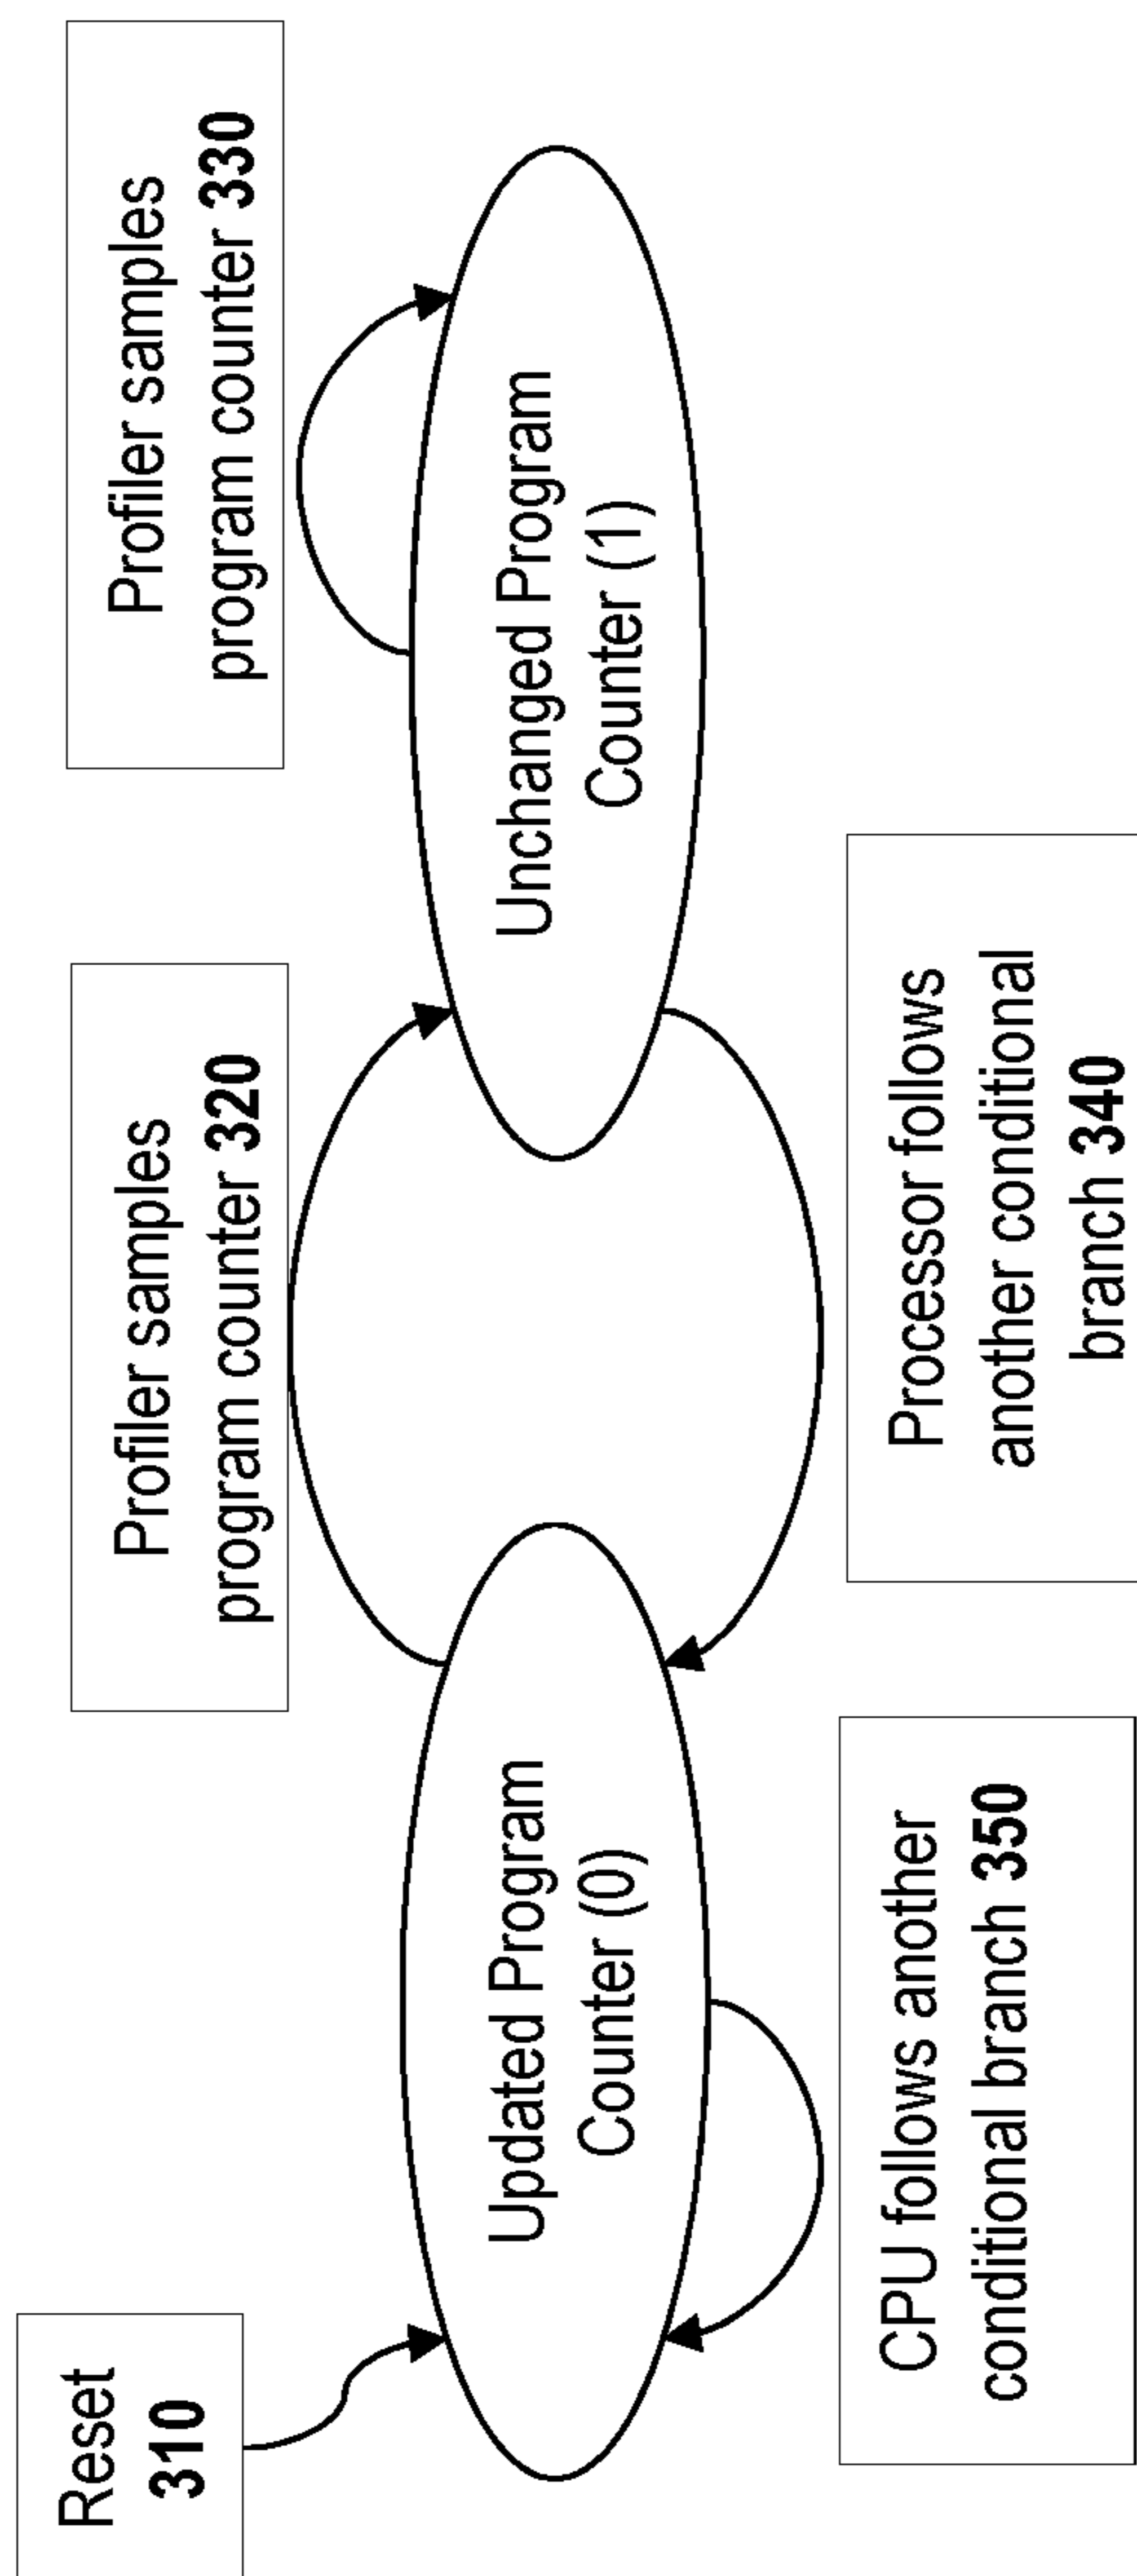 Reset
310
Profiler samples
program counter 320
Profiler samples
program counter 330
Updated Program
Counter (0)
Unchanged Program
Counter (1)
CPU follows another
conditional branch 350
Processor follows
another conditional
branch 340